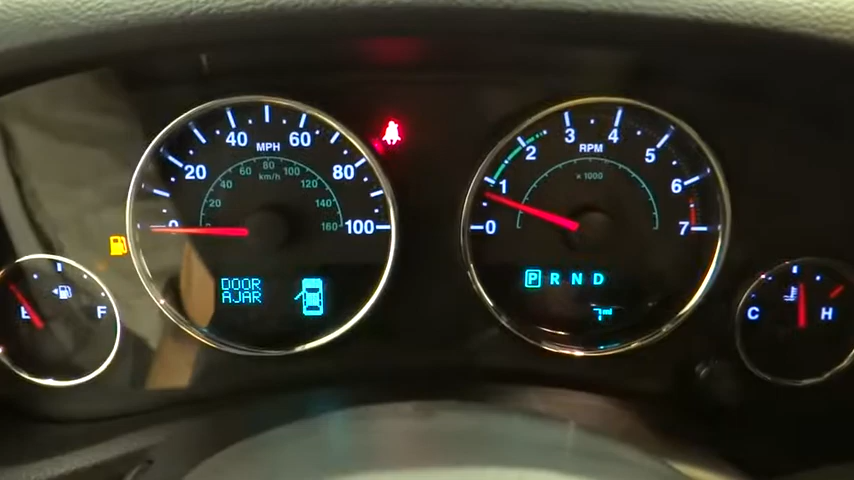 MPH
0 20 40 60 80 100
km/h
20 40 60 80 100 120 140 160
DOOR
AJAR
E F
RPM
x 1000
0 1 2 3 4 5 6 7
P R N D
C H